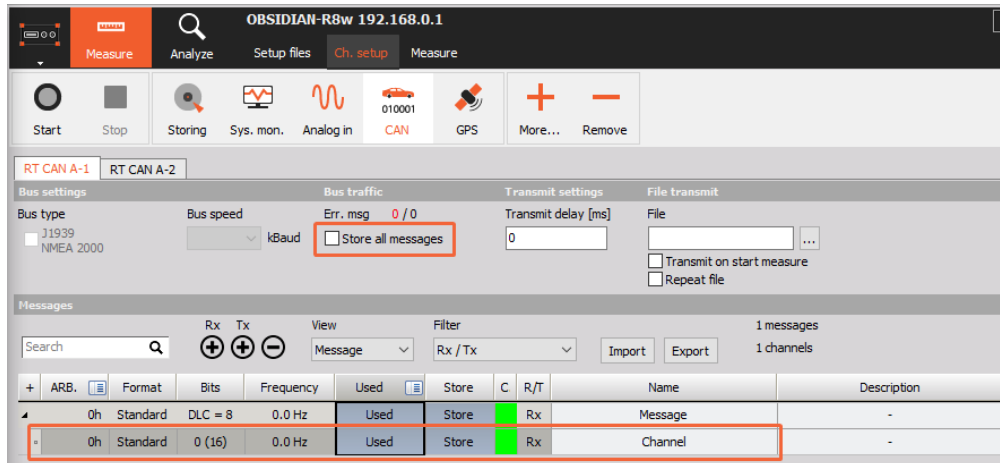 OBSIDIAN-R8w 192.168.0.1
Measure Analyze Setup files Ch. setup Measure
010001
Start Stop Storing Sys. mon. Analog in CAN GPS More... Remove
RT CAN A-1 RT CAN A-2
Bus settings Bus traffic Transmit settings File transmit
Bus type Bus speed Err. msg 0 / 0 Transmit delay [ms] File
J1939
NMEA 2000 kBaud Store all messages 0 ...
Transmit on start measure
Repeat file
Messages
Rx Tx View Filter 1 messages
Search Message Rx / Tx Import Export 1 channels
+ ARB. Format Bits Frequency Used Store C R/T Name Description
0h Standard DLC = 8 0.0 Hz Used Store Rx Message -
0h Standard 0 (16) 0.0 Hz Used Store Rx Channel -